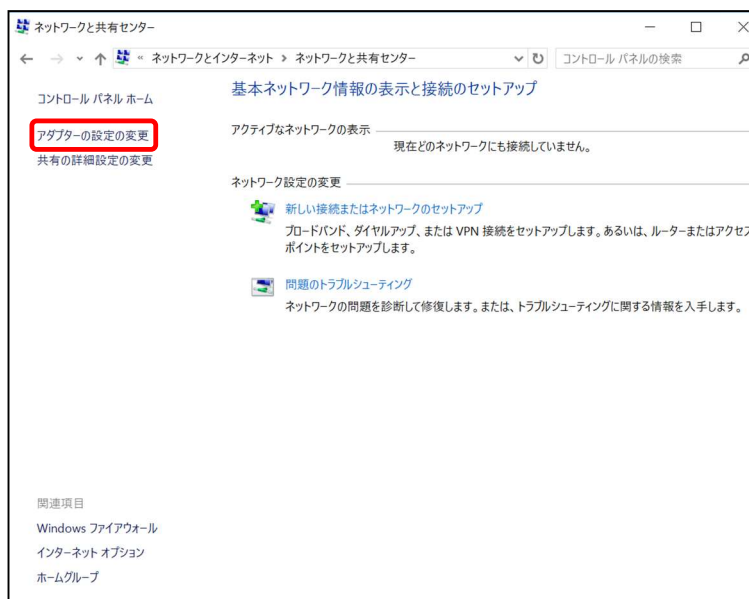 ネットワークと共有センター
« ネットワークとインターネット › ネットワークと共有センター
コントロール パネルの検索
コントロール パネル ホーム
アダプターの設定の変更
共有の詳細設定の変更
基本ネットワーク情報の表示と接続のセットアップ
アクティブなネットワークの表示
現在どのネットワークにも接続していません。
ネットワーク設定の変更
新しい接続またはネットワークのセットアップ
ブロードバンド、ダイヤルアップ、または VPN 接続をセットアップします。あるいは、ルーターまたはアクセス
ポイントをセットアップします。
問題のトラブルシューティング
ネットワークの問題を診断して修復します。または、トラブルシューティングに関する情報を入手します。
関連項目
Windows ファイアウォール
インターネット オプション
ホームグループ